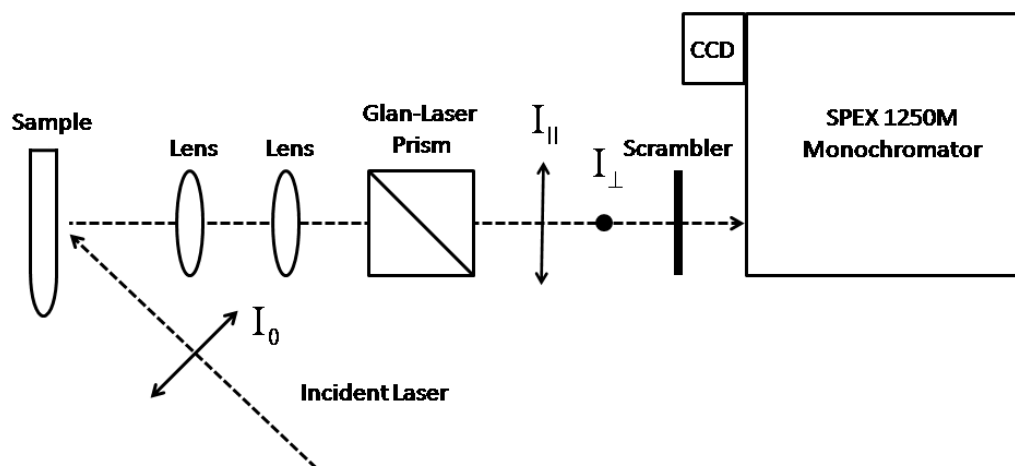 CCD
SPEX 1250M
Monochromator
Sample
Lens
Lens
Glan-Laser
Prism
I||
I⊥
Scrambler
I0
Incident Laser